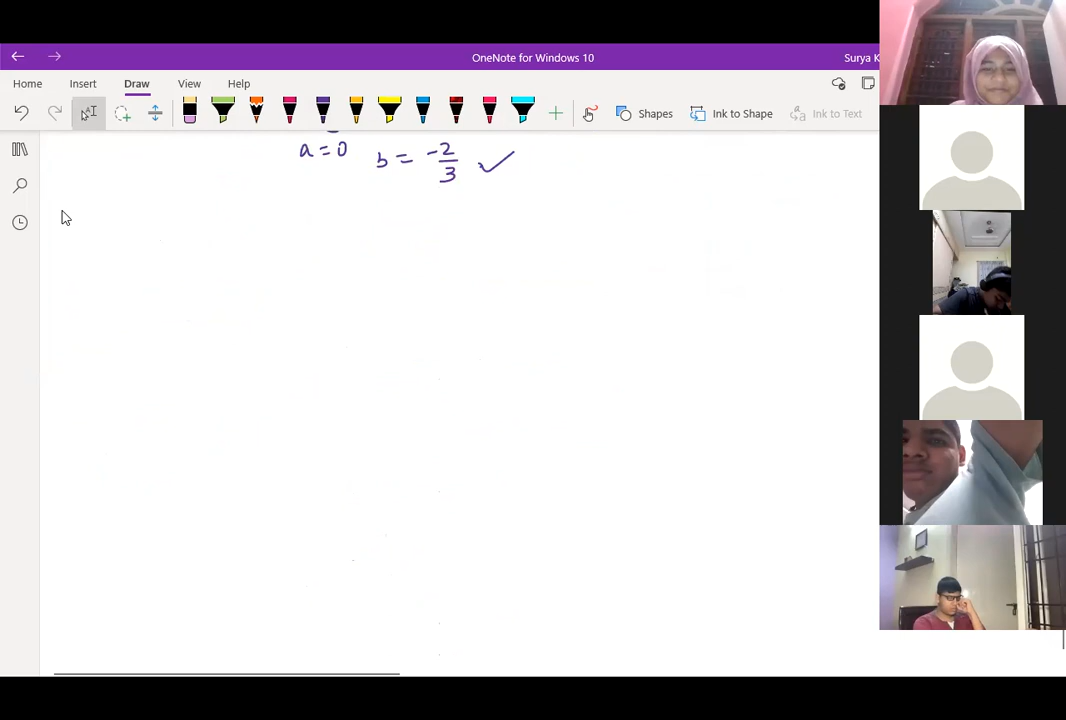 OneNote for Windows 10
Surya K
Home Insert Draw View Help
Shapes Ink to Shape Ink to Text
a = 0 b = -2/3 ✓